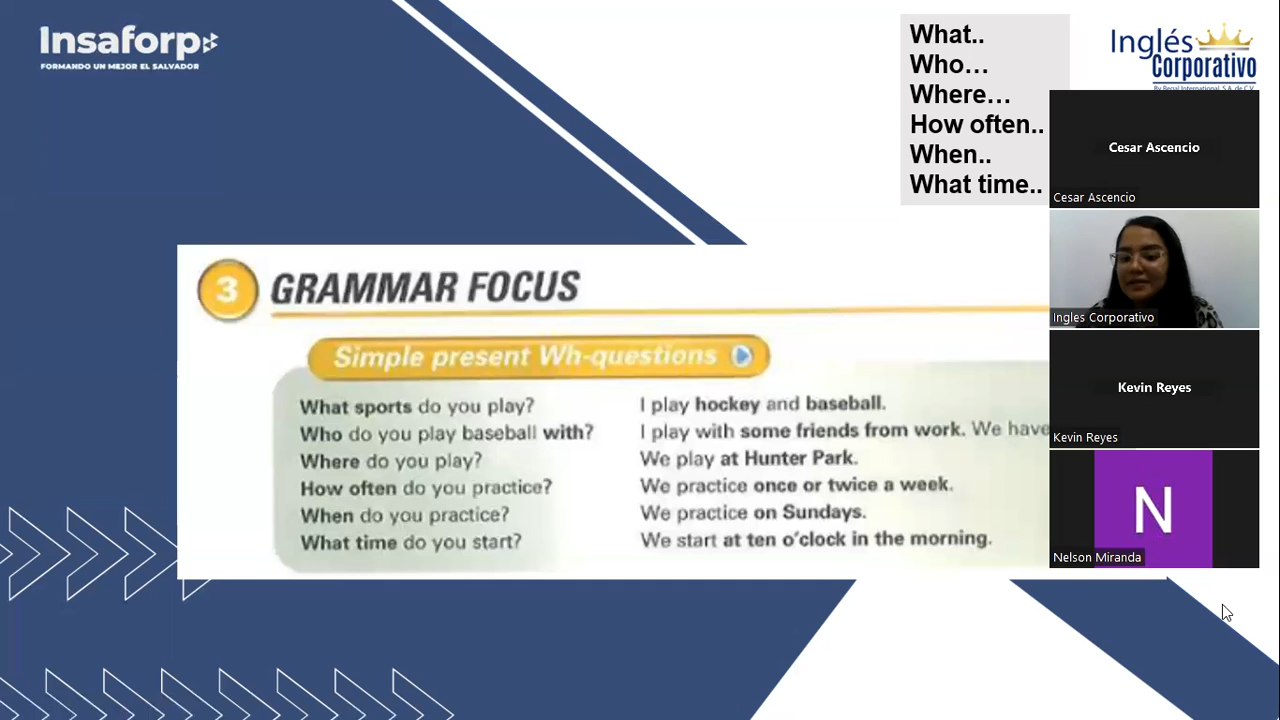 Insaforp
FORMANDO UN MEJOR EL SALVADOR
What..
Who…
Where…
How often..
When..
What time..
Inglés
Corporativo
By Renal International, S.A. de C.V.
Cesar Ascencio
Cesar Ascencio
Ingles Corporativo
Kevin Reyes
Kevin Reyes
N
Nelson Miranda
3 GRAMMAR FOCUS
Simple present Wh-questions
What sports do you play? I play hockey and baseball.
Who do you play baseball with? I play with some friends from work. We have
Where do you play? We play at Hunter Park.
How often do you practice? We practice once or twice a week.
When do you practice? We practice on Sundays.
What time do you start? We start at ten o'clock in the morning.